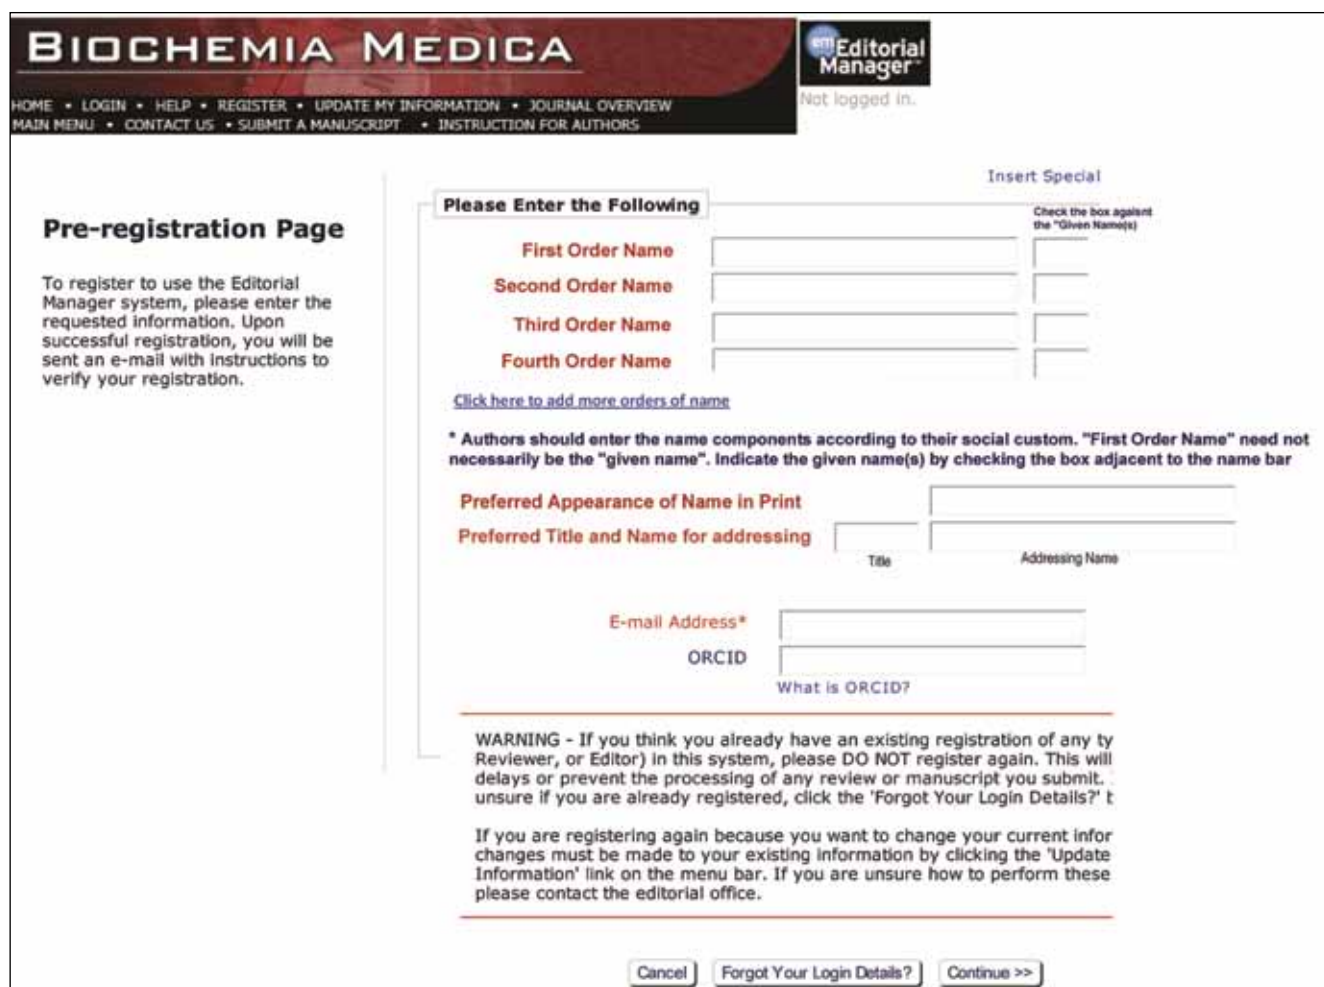 BIOCHEMIA MEDICA
em Editorial
Manager™
Not logged in.
HOME • LOGIN • HELP • REGISTER • UPDATE MY INFORMATION • JOURNAL OVERVIEW
MAIN MENU • CONTACT US • SUBMIT A MANUSCRIPT • INSTRUCTION FOR AUTHORS
Pre-registration Page
To register to use the Editorial
Manager system, please enter the
requested information. Upon
successful registration, you will be
sent an e-mail with instructions to
verify your registration.
Insert Special
Please Enter the Following
Check the box agaisnt
the "Given Name(s)
First Order Name
Second Order Name
Third Order Name
Fourth Order Name
Click here to add more orders of name
* Authors should enter the name components according to their social custom. "First Order Name" need not
necessarily be the "given name". Indicate the given name(s) by checking the box adjacent to the name bar
Preferred Appearance of Name in Print
Preferred Title and Name for addressing
Title
Addressing Name
E-mail Address*
ORCID
What is ORCID?
WARNING - If you think you already have an existing registration of any ty
Reviewer, or Editor) in this system, please DO NOT register again. This will
delays or prevent the processing of any review or manuscript you submit.
unsure if you are already registered, click the 'Forgot Your Login Details?' b
If you are registering again because you want to change your current infor
changes must be made to your existing information by clicking the 'Update
Information' link on the menu bar. If you are unsure how to perform these
please contact the editorial office.
Cancel
Forgot Your Login Details?
Continue >>